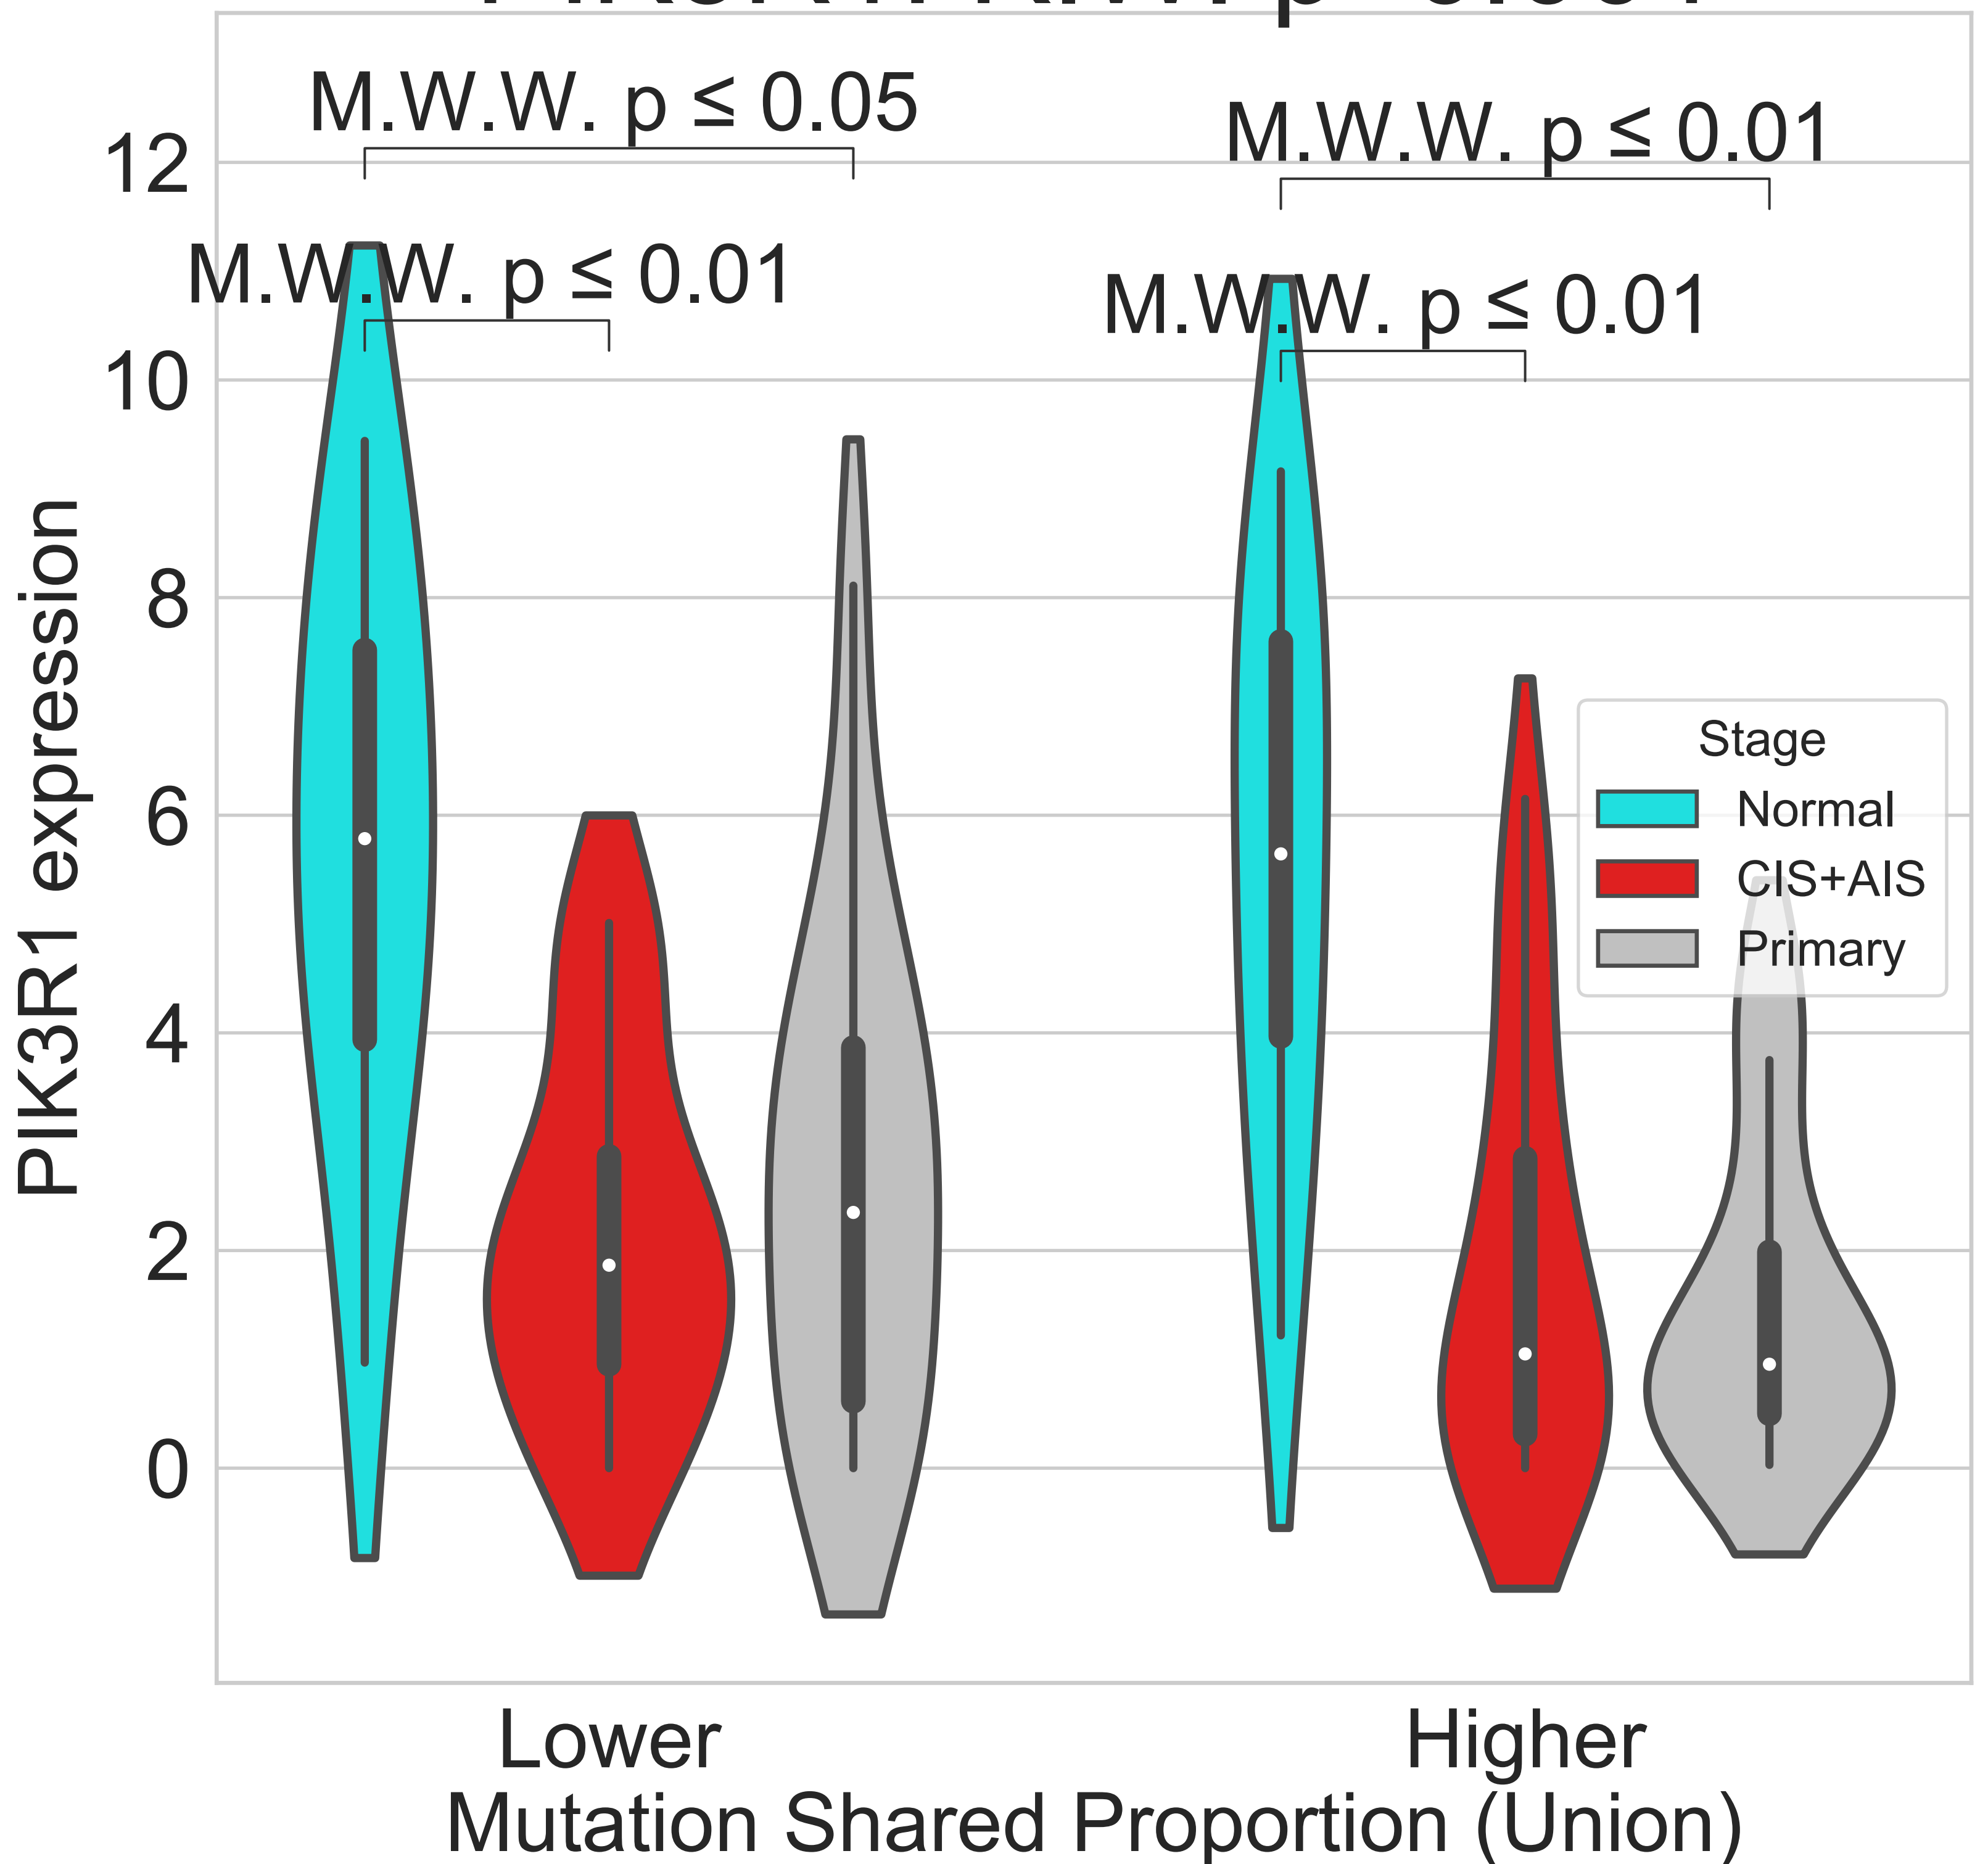 M.W.W. p ≤ 0.05
M.W.W. p ≤ 0.01
M.W.W. p ≤ 0.01
M.W.W. p ≤ 0.01
12
10
8
6
4
2
0
PIK3R1 expression
Stage
Normal
CIS+AIS
Primary
Lower
Higher
Mutation Shared Proportion (Union)